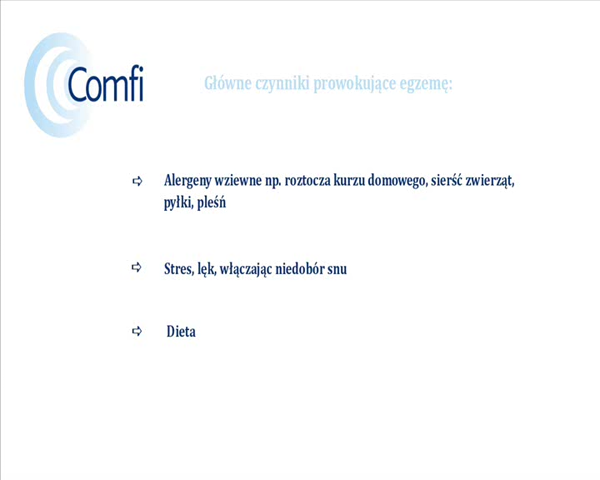 Comfi
Główne czynniki prowokujące egzemę:
Alergeny wziewne np. roztocza kurzu domowego, sierść zwierząt,
pyłki, pleśń
Stres, lęk, włączając niedobór snu
Dieta